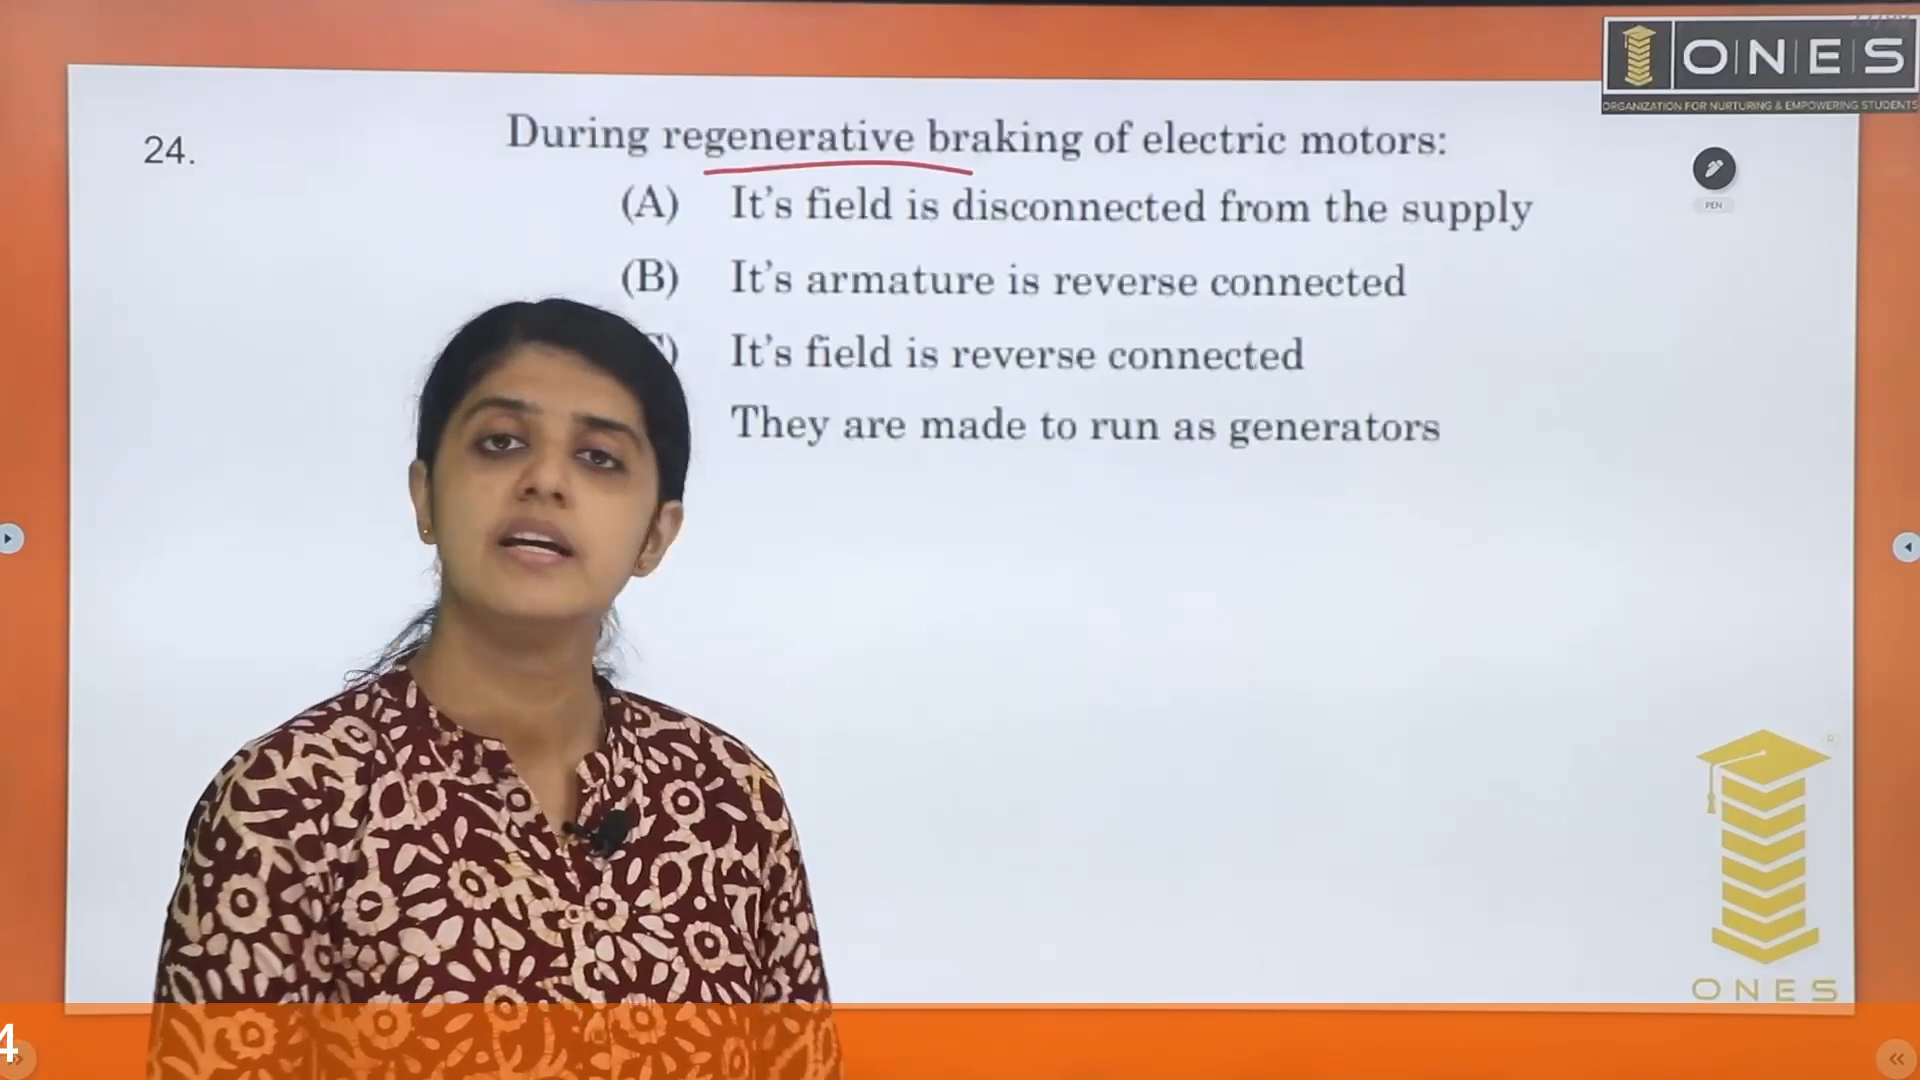 ONES
ORGANIZATION FOR NURTURING & EMPOWERING STUDENTS
24.
During regenerative braking of electric motors:
(A) It's field is disconnected from the supply
PEN
(B) It's armature is reverse connected
It's field is reverse connected
They are made to run as generators
ONES
4